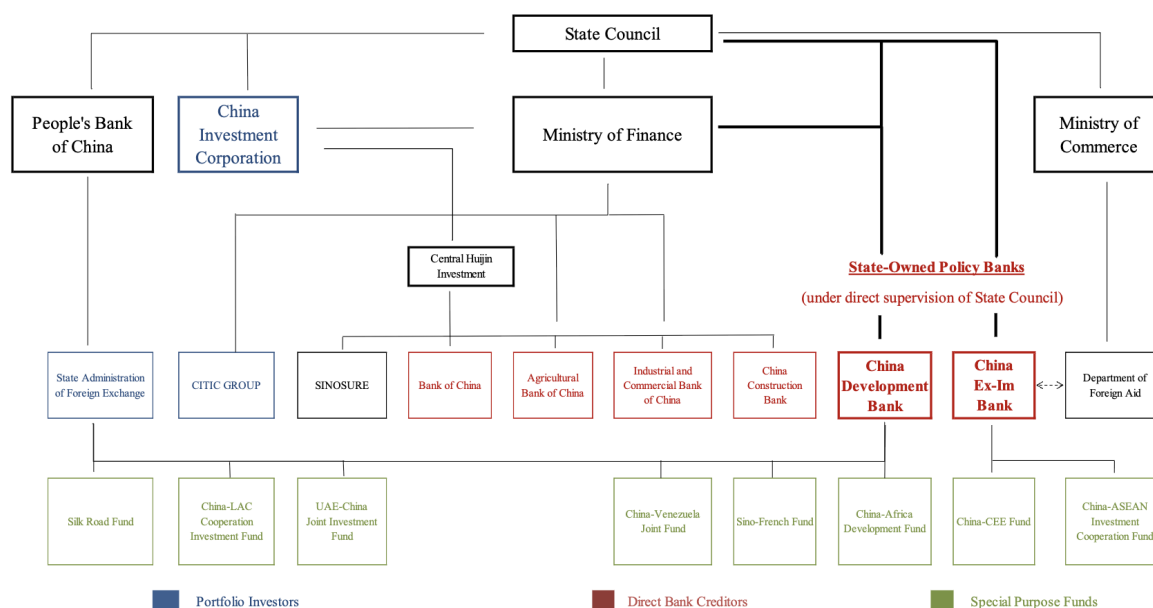 State Council
People's Bank
of China
China
Investment
Corporation
Ministry of Finance
Ministry of
Commerce
Central Huijin
Investment
State-Owned Policy Banks
(under direct supervision of State Council)
State Administration
of Foreign Exchange
CITIC GROUP
SINOSURE
Bank of China
Agricultural
Bank of China
Industrial and
Commercial Bank
of China
China
Construction
Bank
China
Development
Bank
China
Ex-Im
Bank
Department of
Foreign Aid
Silk Road Fund
China-LAC
Cooperation
Investment Fund
UAE-China
Joint Investment
Fund
China-Venezuela
Joint Fund
Sino-French Fund
China-Africa
Development Fund
China-CEE Fund
China-ASEAN
Investment
Cooperation Fund
Portfolio Investors
Direct Bank Creditors
Special Purpose Funds